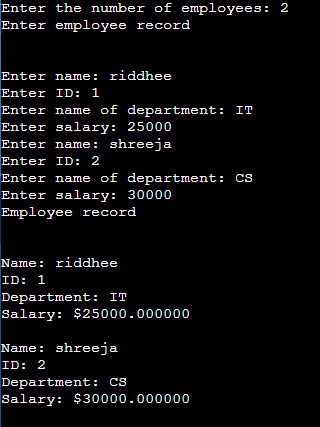 Enter the number of employees: 2
Enter employee record
Enter name: riddhee
Enter ID: 1
Enter name of department: IT
Enter salary: 25000
Enter name: shreeja
Enter ID: 2
Enter name of department: CS
Enter salary: 30000
Employee record
Name: riddhee
ID: 1
Department: IT
Salary: $25000.000000
Name: shreeja
ID: 2
Department: CS
Salary: $30000.000000